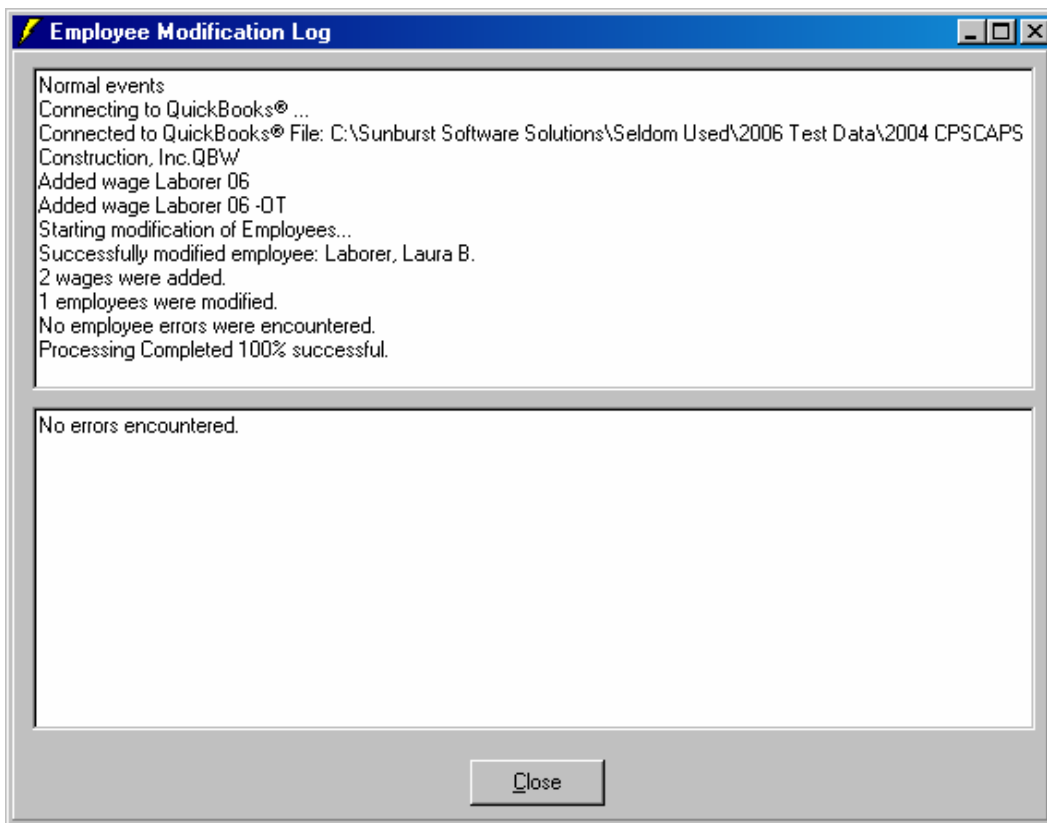 Employee Modification Log
Normal events
Connecting to QuickBooks® ...
Connected to QuickBooks® File: C:\Sunburst Software Solutions\Seldom Used\2006 Test Data\2004 CPSCAPS
Construction, Inc.QBW
Added wage Laborer 06
Added wage Laborer 06 -OT
Starting modification of Employees...
Successfully modified employee: Laborer, Laura B.
2 wages were added.
1 employees were modified.
No employee errors were encountered.
Processing Completed 100% successful.
No errors encountered.
Close